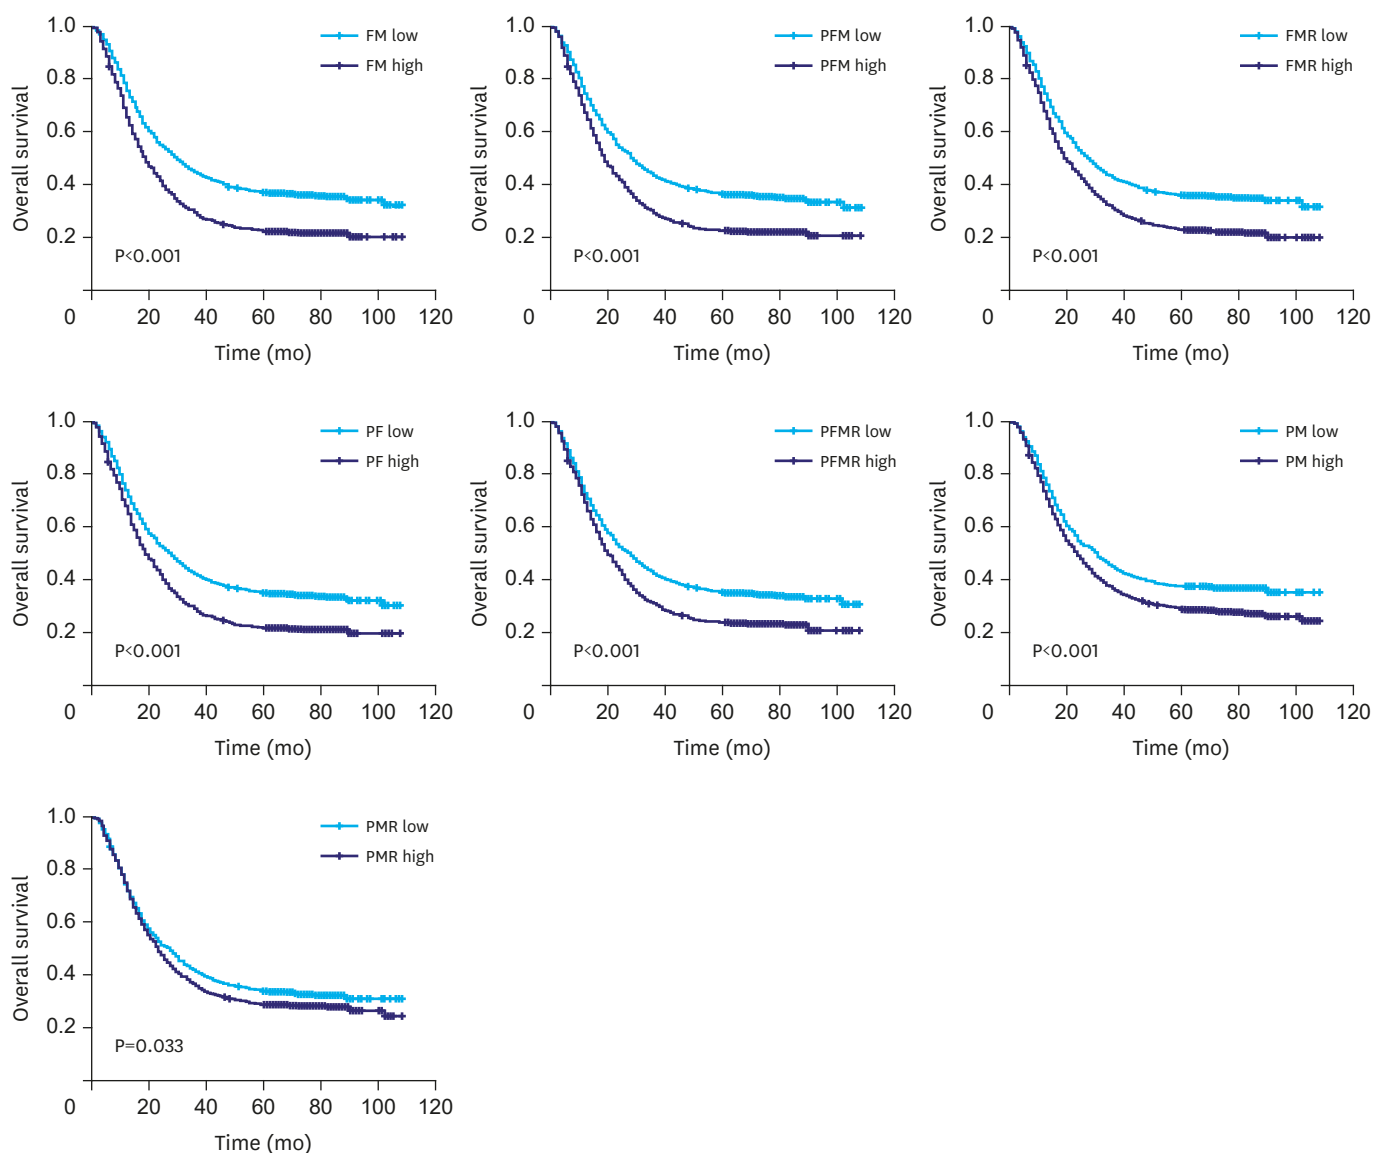 FM low
FM high
1.0
0.8
0.6
0.4
0.2
Overall survival
P<0.001
0 20 40 60 80 100 120
Time (mo)
PFM low
PFM high
1.0
0.8
0.6
0.4
0.2
Overall survival
P<0.001
0 20 40 60 80 100 120
Time (mo)
FMR low
FMR high
1.0
0.8
0.6
0.4
0.2
Overall survival
P<0.001
0 20 40 60 80 100 120
Time (mo)
PF low
PF high
1.0
0.8
0.6
0.4
0.2
Overall survival
P<0.001
0 20 40 60 80 100 120
Time (mo)
PFMR low
PFMR high
1.0
0.8
0.6
0.4
0.2
Overall survival
P<0.001
0 20 40 60 80 100 120
Time (mo)
PM low
PM high
1.0
0.8
0.6
0.4
0.2
Overall survival
P<0.001
0 20 40 60 80 100 120
Time (mo)
PMR low
PMR high
1.0
0.8
0.6
0.4
0.2
Overall survival
P=0.033
0 20 40 60 80 100 120
Time (mo)